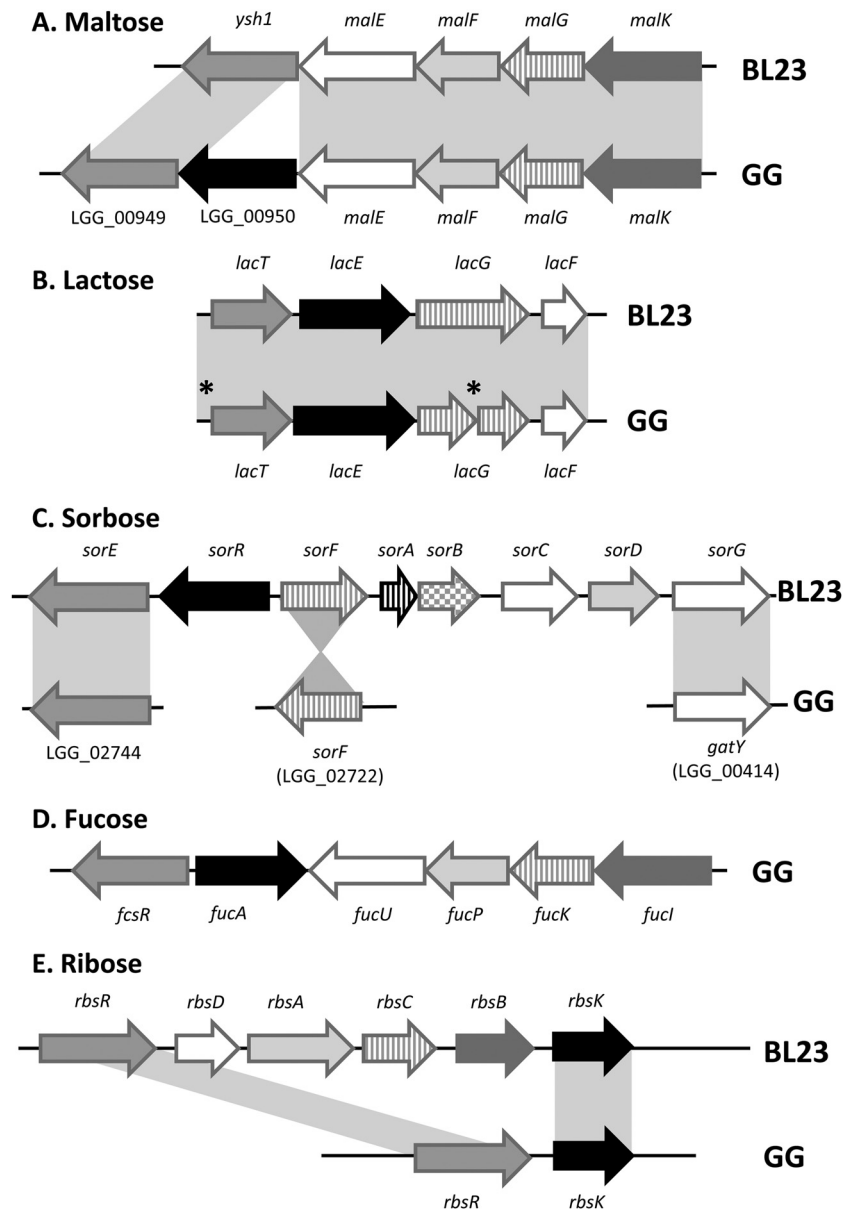 A. Maltose
ysh1 malE malF malG malK
BL23
GG
LGG_00949 LGG_00950 malE malF malG malK
B. Lactose
lacT lacE lacG lacF
BL23
* *
GG
lacT lacE lacG lacF
C. Sorbose
sorE sorR sorF sorA sorB sorC sorD sorG
BL23
GG
LGG_02744 sorF gatY
(LGG_02722) (LGG_00414)
D. Fucose
GG
fcsR fucA fucU fucP fucK fucI
E. Ribose
rbsR rbsD rbsA rbsC rbsB rbsK
BL23
GG
rbsR rbsK